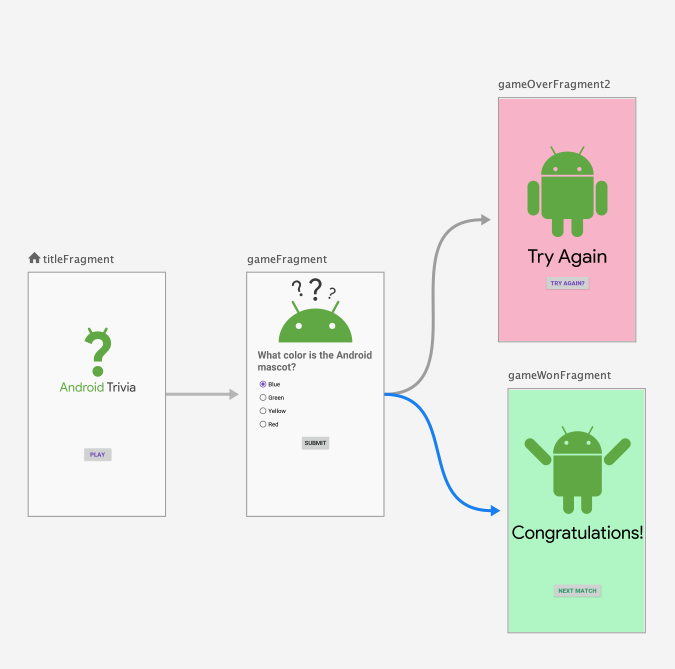 titleFragment
Android Trivia
PLAY
gameFragment
? ? ?
What color is the Android
mascot?
Blue
Green
Yellow
Red
SUBMIT
gameOverFragment2
Try Again
TRY AGAIN?
gameWonFragment
Congratulations!
NEXT MATCH